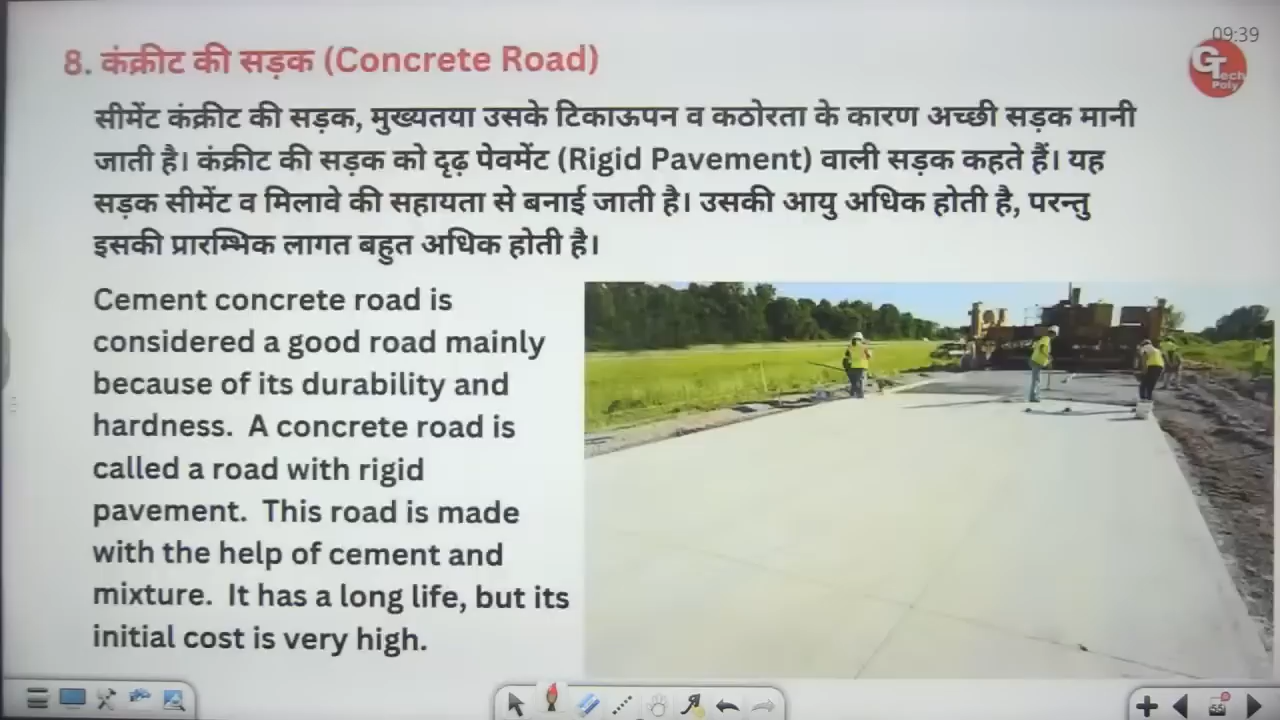 09:39
GTech Poly
8. कंक्रीट की सड़क (Concrete Road)
सीमेंट कंक्रीट की सड़क, मुख्यतया उसके टिकाऊपन व कठोरता के कारण अच्छी सड़क मानी
जाती है। कंक्रीट की सड़क को दृढ़ पेवमेंट (Rigid Pavement) वाली सड़क कहते हैं। यह
सड़क सीमेंट व मिलावे की सहायता से बनाई जाती है। उसकी आयु अधिक होती है, परन्तु
इसकी प्रारम्भिक लागत बहुत अधिक होती है।
Cement concrete road is
considered a good road mainly
because of its durability and
hardness. A concrete road is
called a road with rigid
pavement. This road is made
with the help of cement and
mixture. It has a long life, but its
initial cost is very high.
55